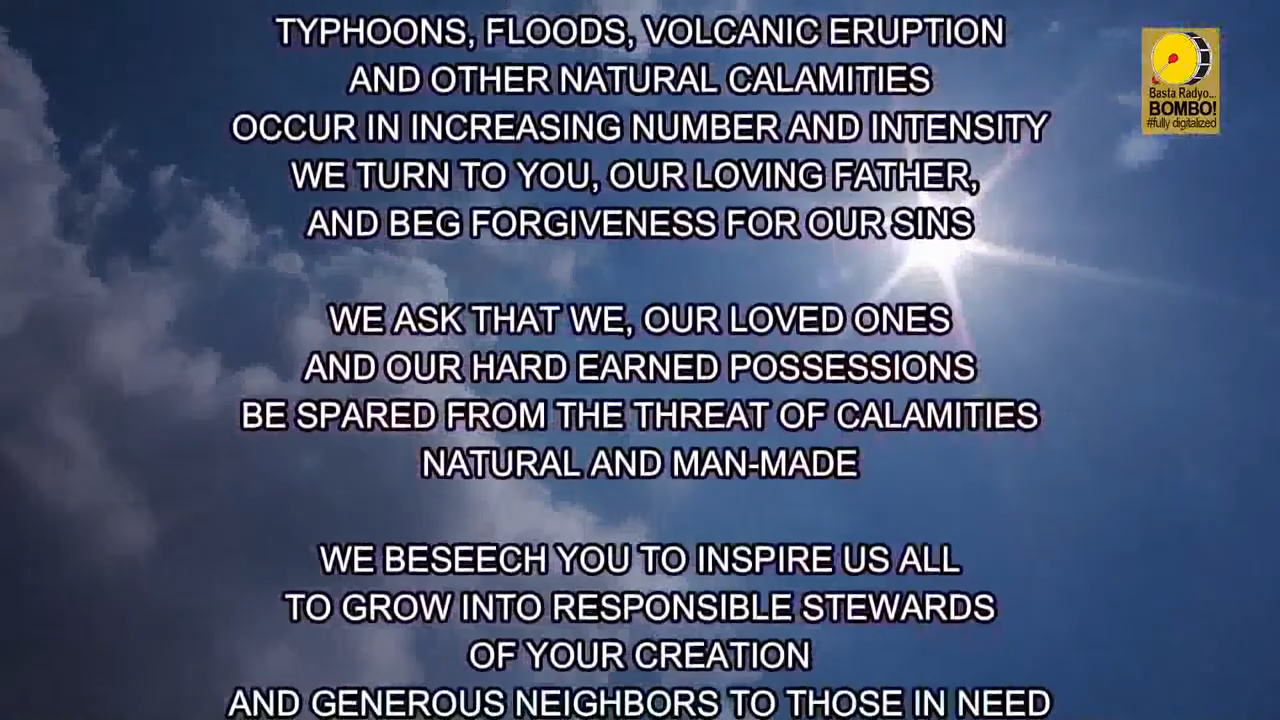 TYPHOONS, FLOODS, VOLCANIC ERUPTION
AND OTHER NATURAL CALAMITIES
OCCUR IN INCREASING NUMBER AND INTENSITY
WE TURN TO YOU, OUR LOVING FATHER,
AND BEG FORGIVENESS FOR OUR SINS
WE ASK THAT WE, OUR LOVED ONES
AND OUR HARD EARNED POSSESSIONS
BE SPARED FROM THE THREAT OF CALAMITIES
NATURAL AND MAN-MADE
WE BESEECH YOU TO INSPIRE US ALL
TO GROW INTO RESPONSIBLE STEWARDS
OF YOUR CREATION
AND GENEROUS NEIGHBORS TO THOSE IN NEED
Basta Radyo...
BOMBO!
#fully digitalized